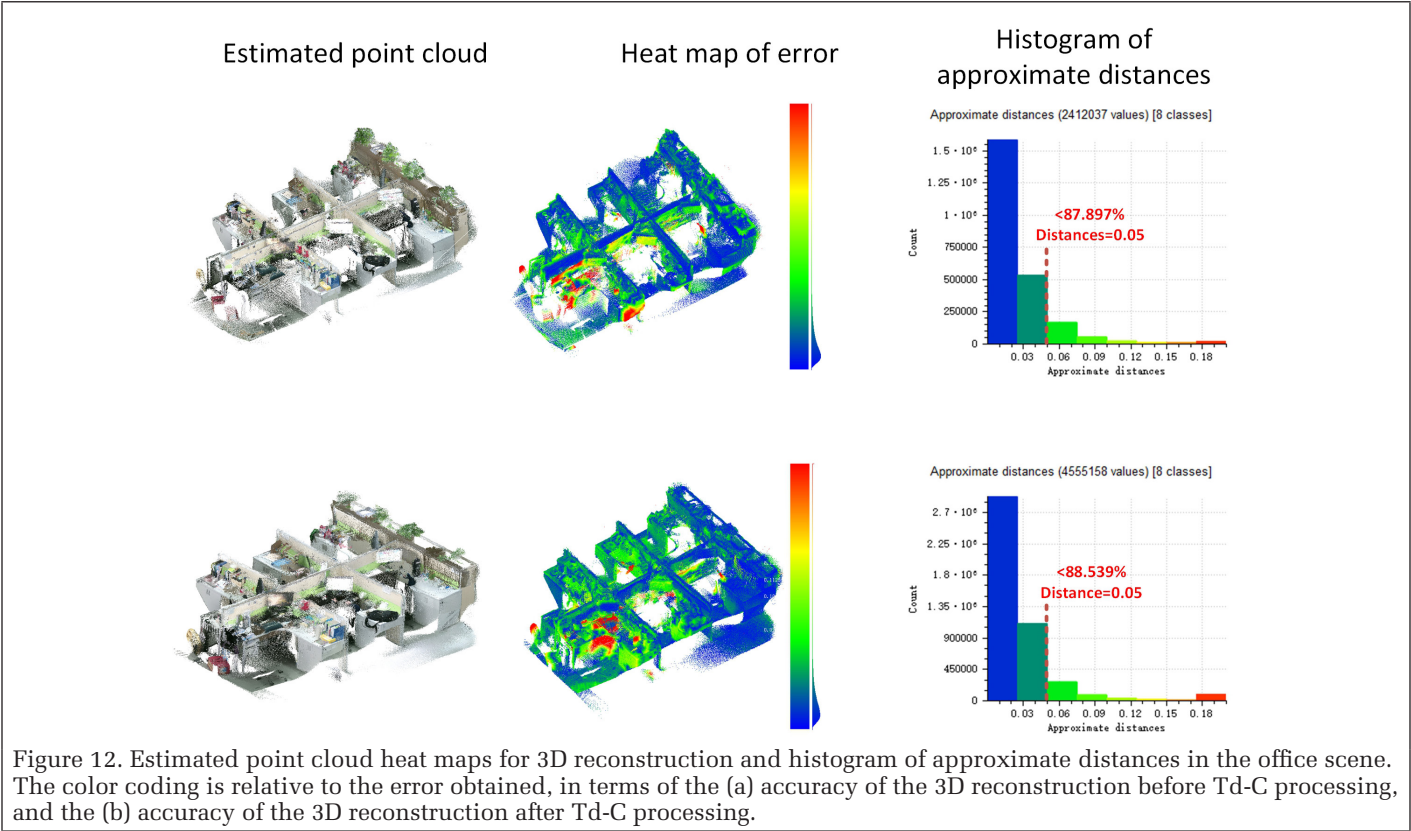 Estimated point cloud
Heat map of error
Histogram of
approximate distances
Approximate distances (2412037 values) [8 classes]
1.5・10⁶
1.25・10⁶
1・10⁶
750000
500000
250000
0
Count
<87.897%
Distances=0.05
0.03 0.06 0.09 0.12 0.15 0.18
Approximate distances
Approximate distances (4555158 values) [8 classes]
2.7・10⁶
2.25・10⁶
1.8・10⁶
1.35・10⁶
900000
450000
0
Count
<88.539%
Distance=0.05
0.03 0.06 0.09 0.12 0.15 0.18
Approximate distances
Figure 12. Estimated point cloud heat maps for 3D reconstruction and histogram of approximate distances in the office scene.
The color coding is relative to the error obtained, in terms of the (a) accuracy of the 3D reconstruction before Td-C processing,
and the (b) accuracy of the 3D reconstruction after Td-C processing.